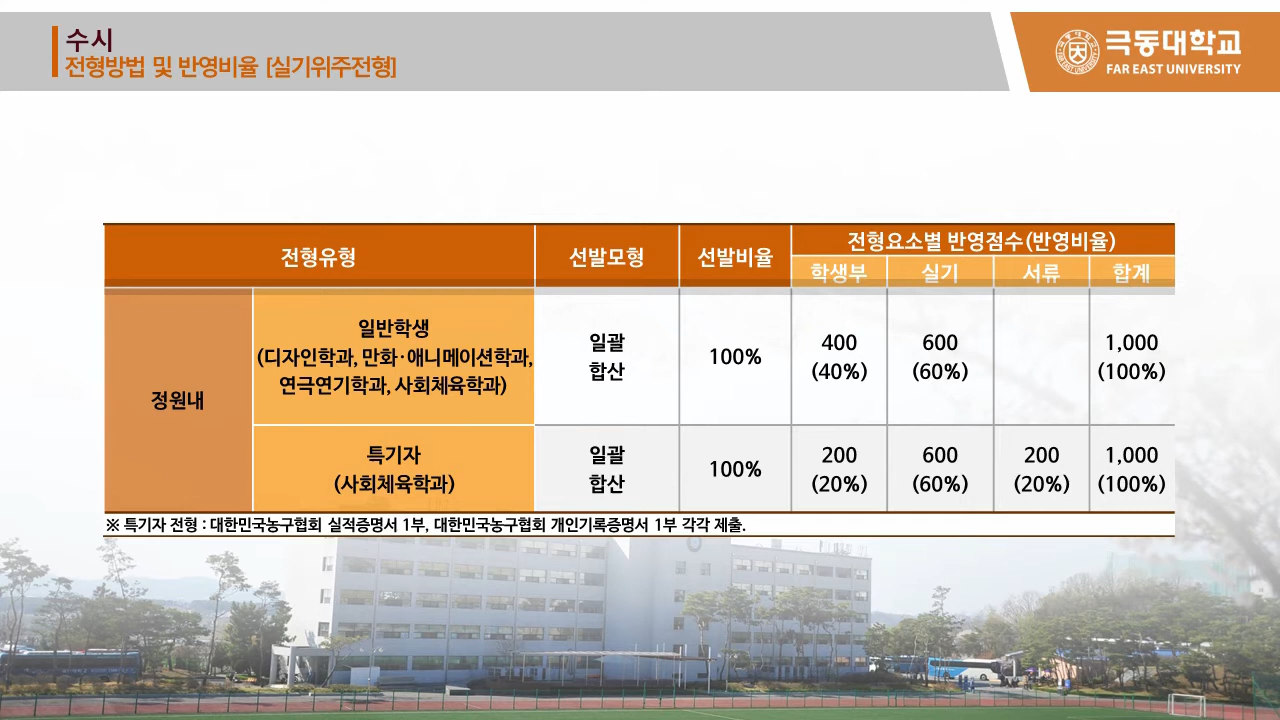 수시
전형방법 및 반영비율 [실기위주전형]
극동대학교
FAR EAST UNIVERSITY
전형유형
선발모형
선발비율
전형요소별 반영점수(반영비율)
학생부
실기
서류
합계
정원내
일반학생
(디자인학과, 만화·애니메이션학과,
연극연기학과, 사회체육학과)
일괄
합산
100%
400
(40%)
600
(60%)
1,000
(100%)
특기자
(사회체육학과)
일괄
합산
100%
200
(20%)
600
(60%)
200
(20%)
1,000
(100%)
※ 특기자 전형 : 대한민국농구협회 실적증명서 1부, 대한민국농구협회 개인기록증명서 1부 각각 제출.